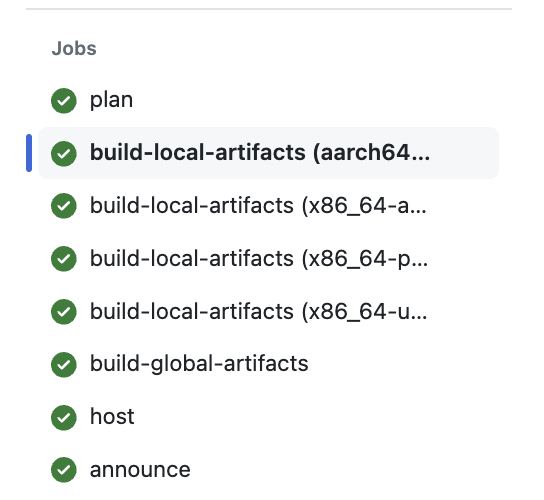 Jobs
plan
build-local-artifacts (aarch64...
build-local-artifacts (x86_64-a...
build-local-artifacts (x86_64-p...
build-local-artifacts (x86_64-u...
build-global-artifacts
host
announce